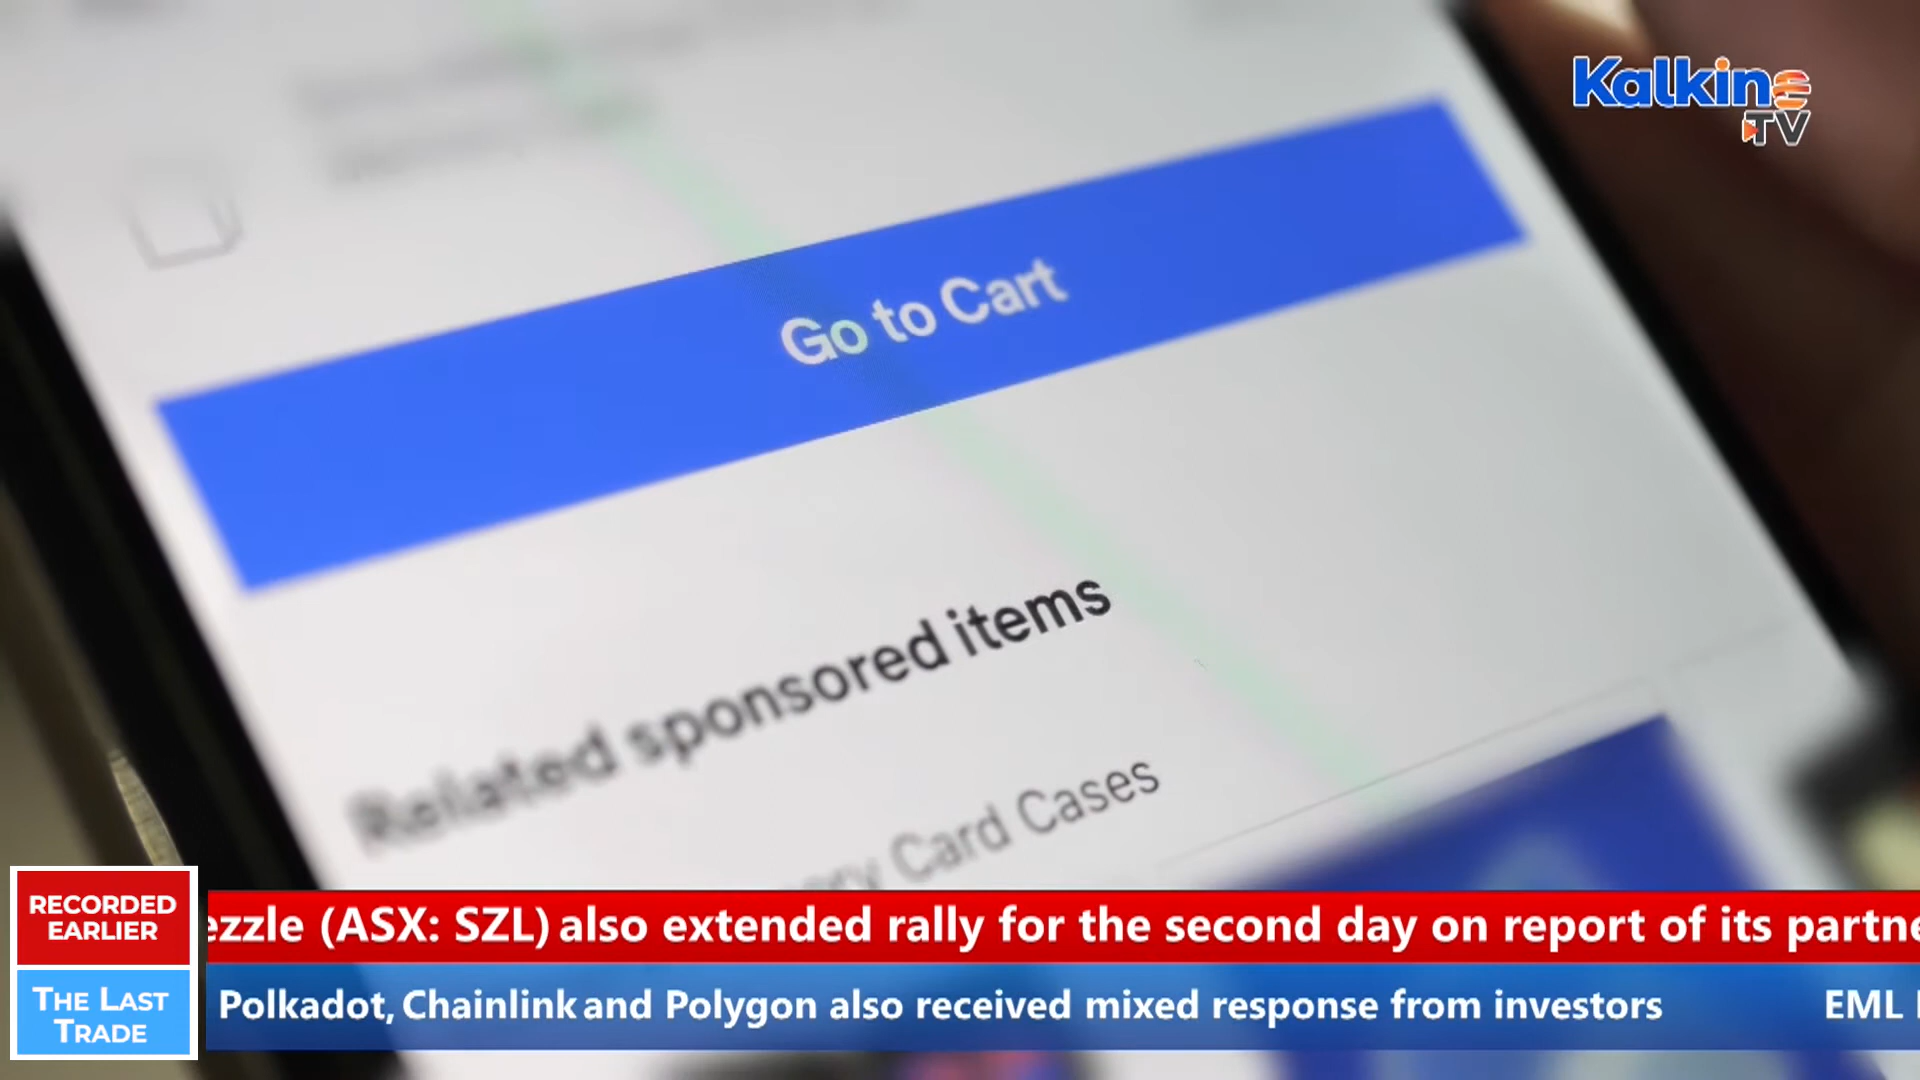 Kalkine
TV
Go to Cart
Related sponsored items
Card Cases
RECORDED
EARLIER
ezzle (ASX: SZL) also extended rally for the second day on report of its partne
THE LAST
TRADE
Polkadot, Chainlink and Polygon also received mixed response from investors
EML